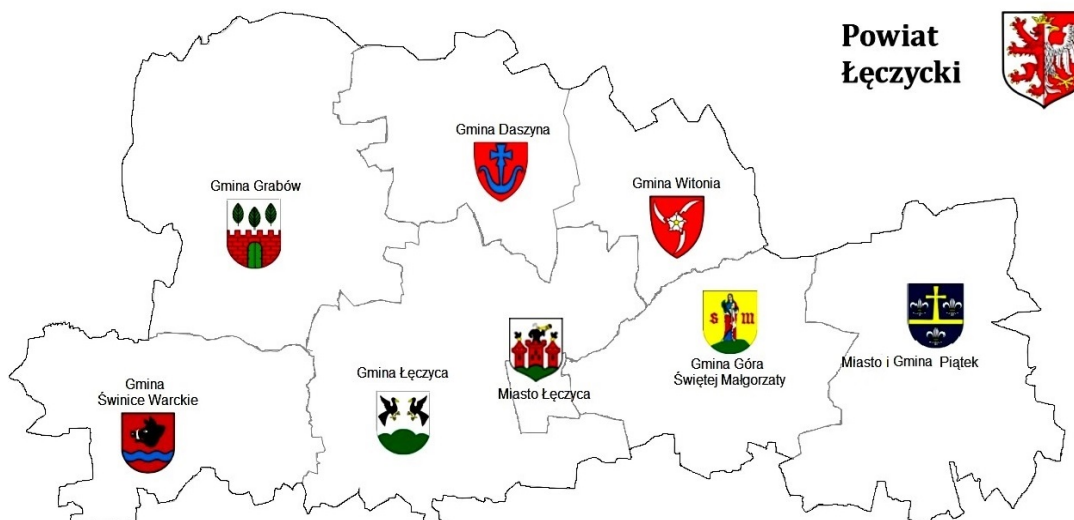 Powiat
Łęczycki
Gmina Daszyna
Gmina Grabów
Gmina Witonia
Gmina Góra
Świętej Małgorzaty
s m
Miasto i Gmina Piątek
Gmina
Świnice Warckie
Gmina Łęczyca
Miasto Łęczyca